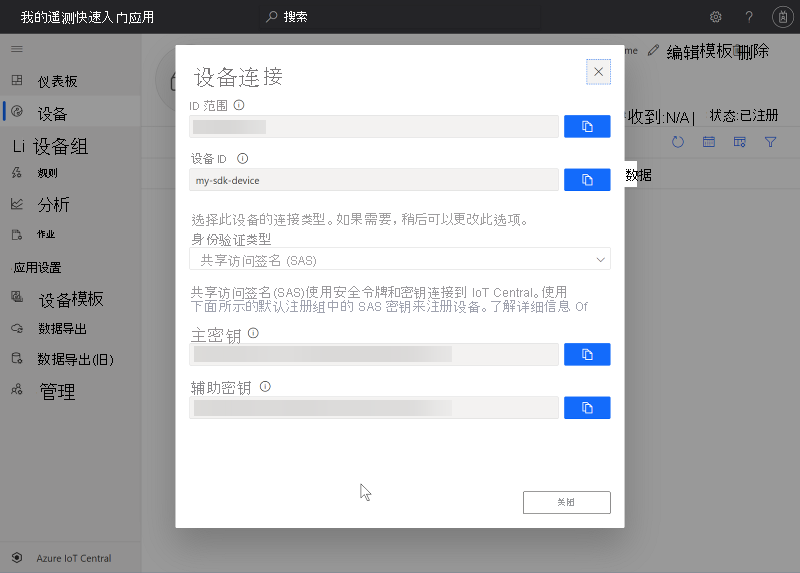 我的遥测快速入门应用
搜索
?
仪表板
设备
Li 设备组
规则
分析
作业
应用设置
设备模板
数据导出
数据导出(旧)
管理
Azure IoT Central
me
编辑模板
删除
收到:N/A|
状态:已注册
数据
设备连接
ID 范围
设备 ID
my-sdk-device
选择此设备的连接类型。如果需要,稍后可以更改此选项。
身份验证类型
共享访问签名 (SAS)
共享访问签名(SAS)使用安全令牌和密钥连接到 IoT Central。使用
下面所示的默认注册组中的 SAS 密钥来注册设备。了解详细信息 Of
主密钥
辅助密钥
关闭